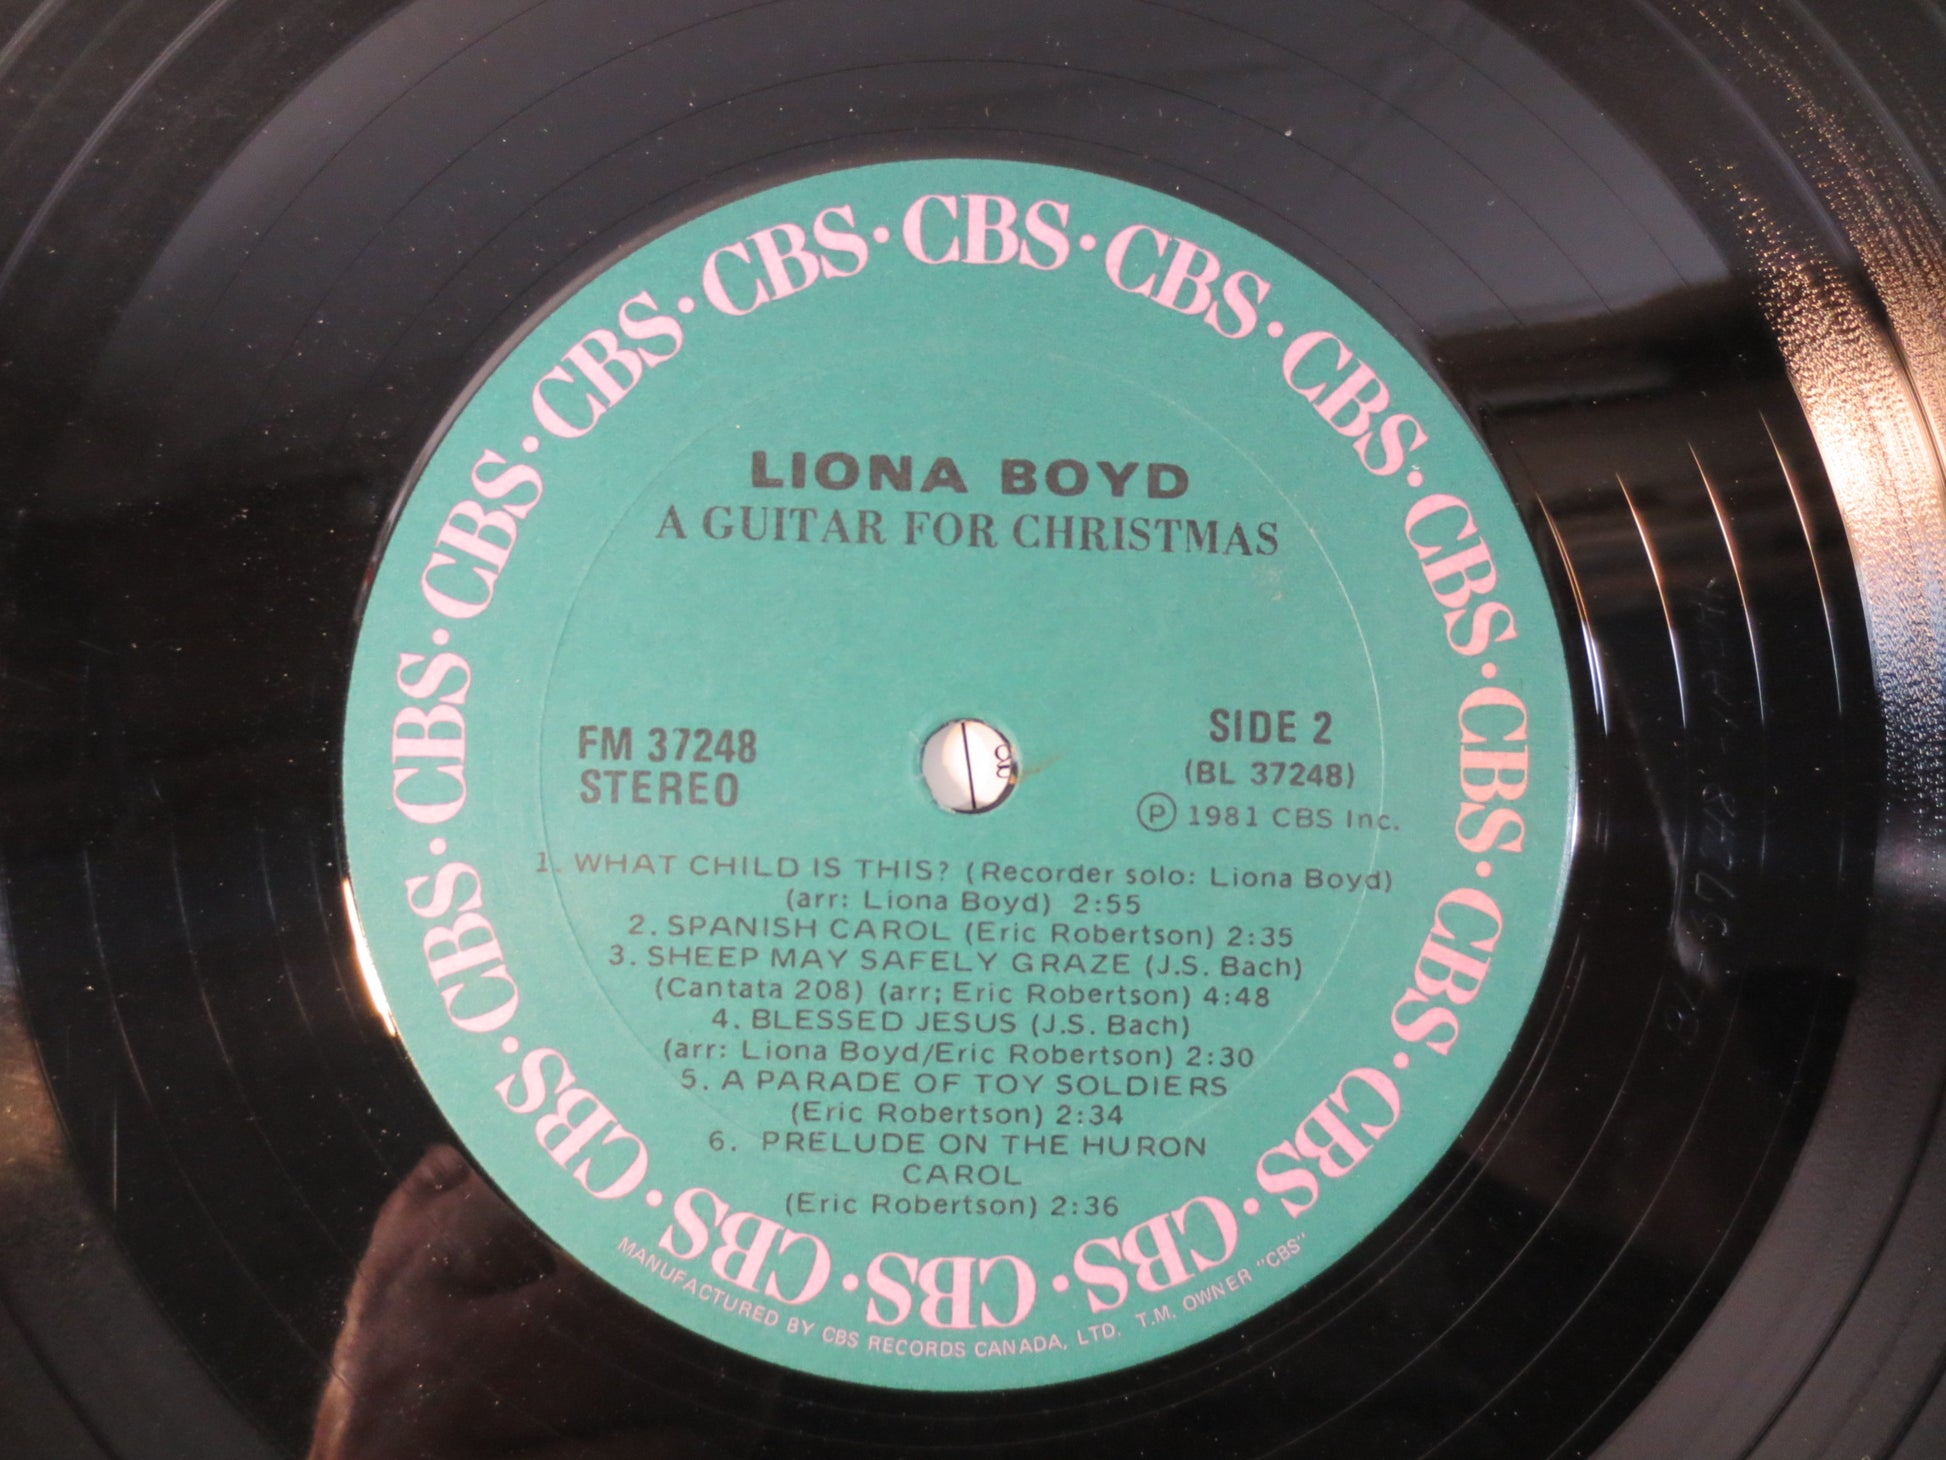 CBS · CBS · CBS · CBS · CBS · CBS · CBS · CBS · CBS · CBS · CBS · CBS · CBS · CBS · CBS · CBS · CBS ·
LIONA BOYD
A GUITAR FOR CHRISTMAS
FM 37248
STEREO
SIDE 2
(BL 37248)
Ⓟ 1981 CBS Inc.
1. WHAT CHILD IS THIS? (Recorder solo: Liona Boyd)
(arr: Liona Boyd) 2:55
2. SPANISH CAROL (Eric Robertson) 2:35
3. SHEEP MAY SAFELY GRAZE (J.S. Bach)
(Cantata 208) (arr; Eric Robertson) 4:48
4. BLESSED JESUS (J.S. Bach)
(arr: Liona Boyd/Eric Robertson) 2:30
5. A PARADE OF TOY SOLDIERS
(Eric Robertson) 2:34
6. PRELUDE ON THE HURON
CAROL
(Eric Robertson) 2:36
MANUFACTURED BY CBS RECORDS CANADA, LTD. T.M. OWNER "CBS"